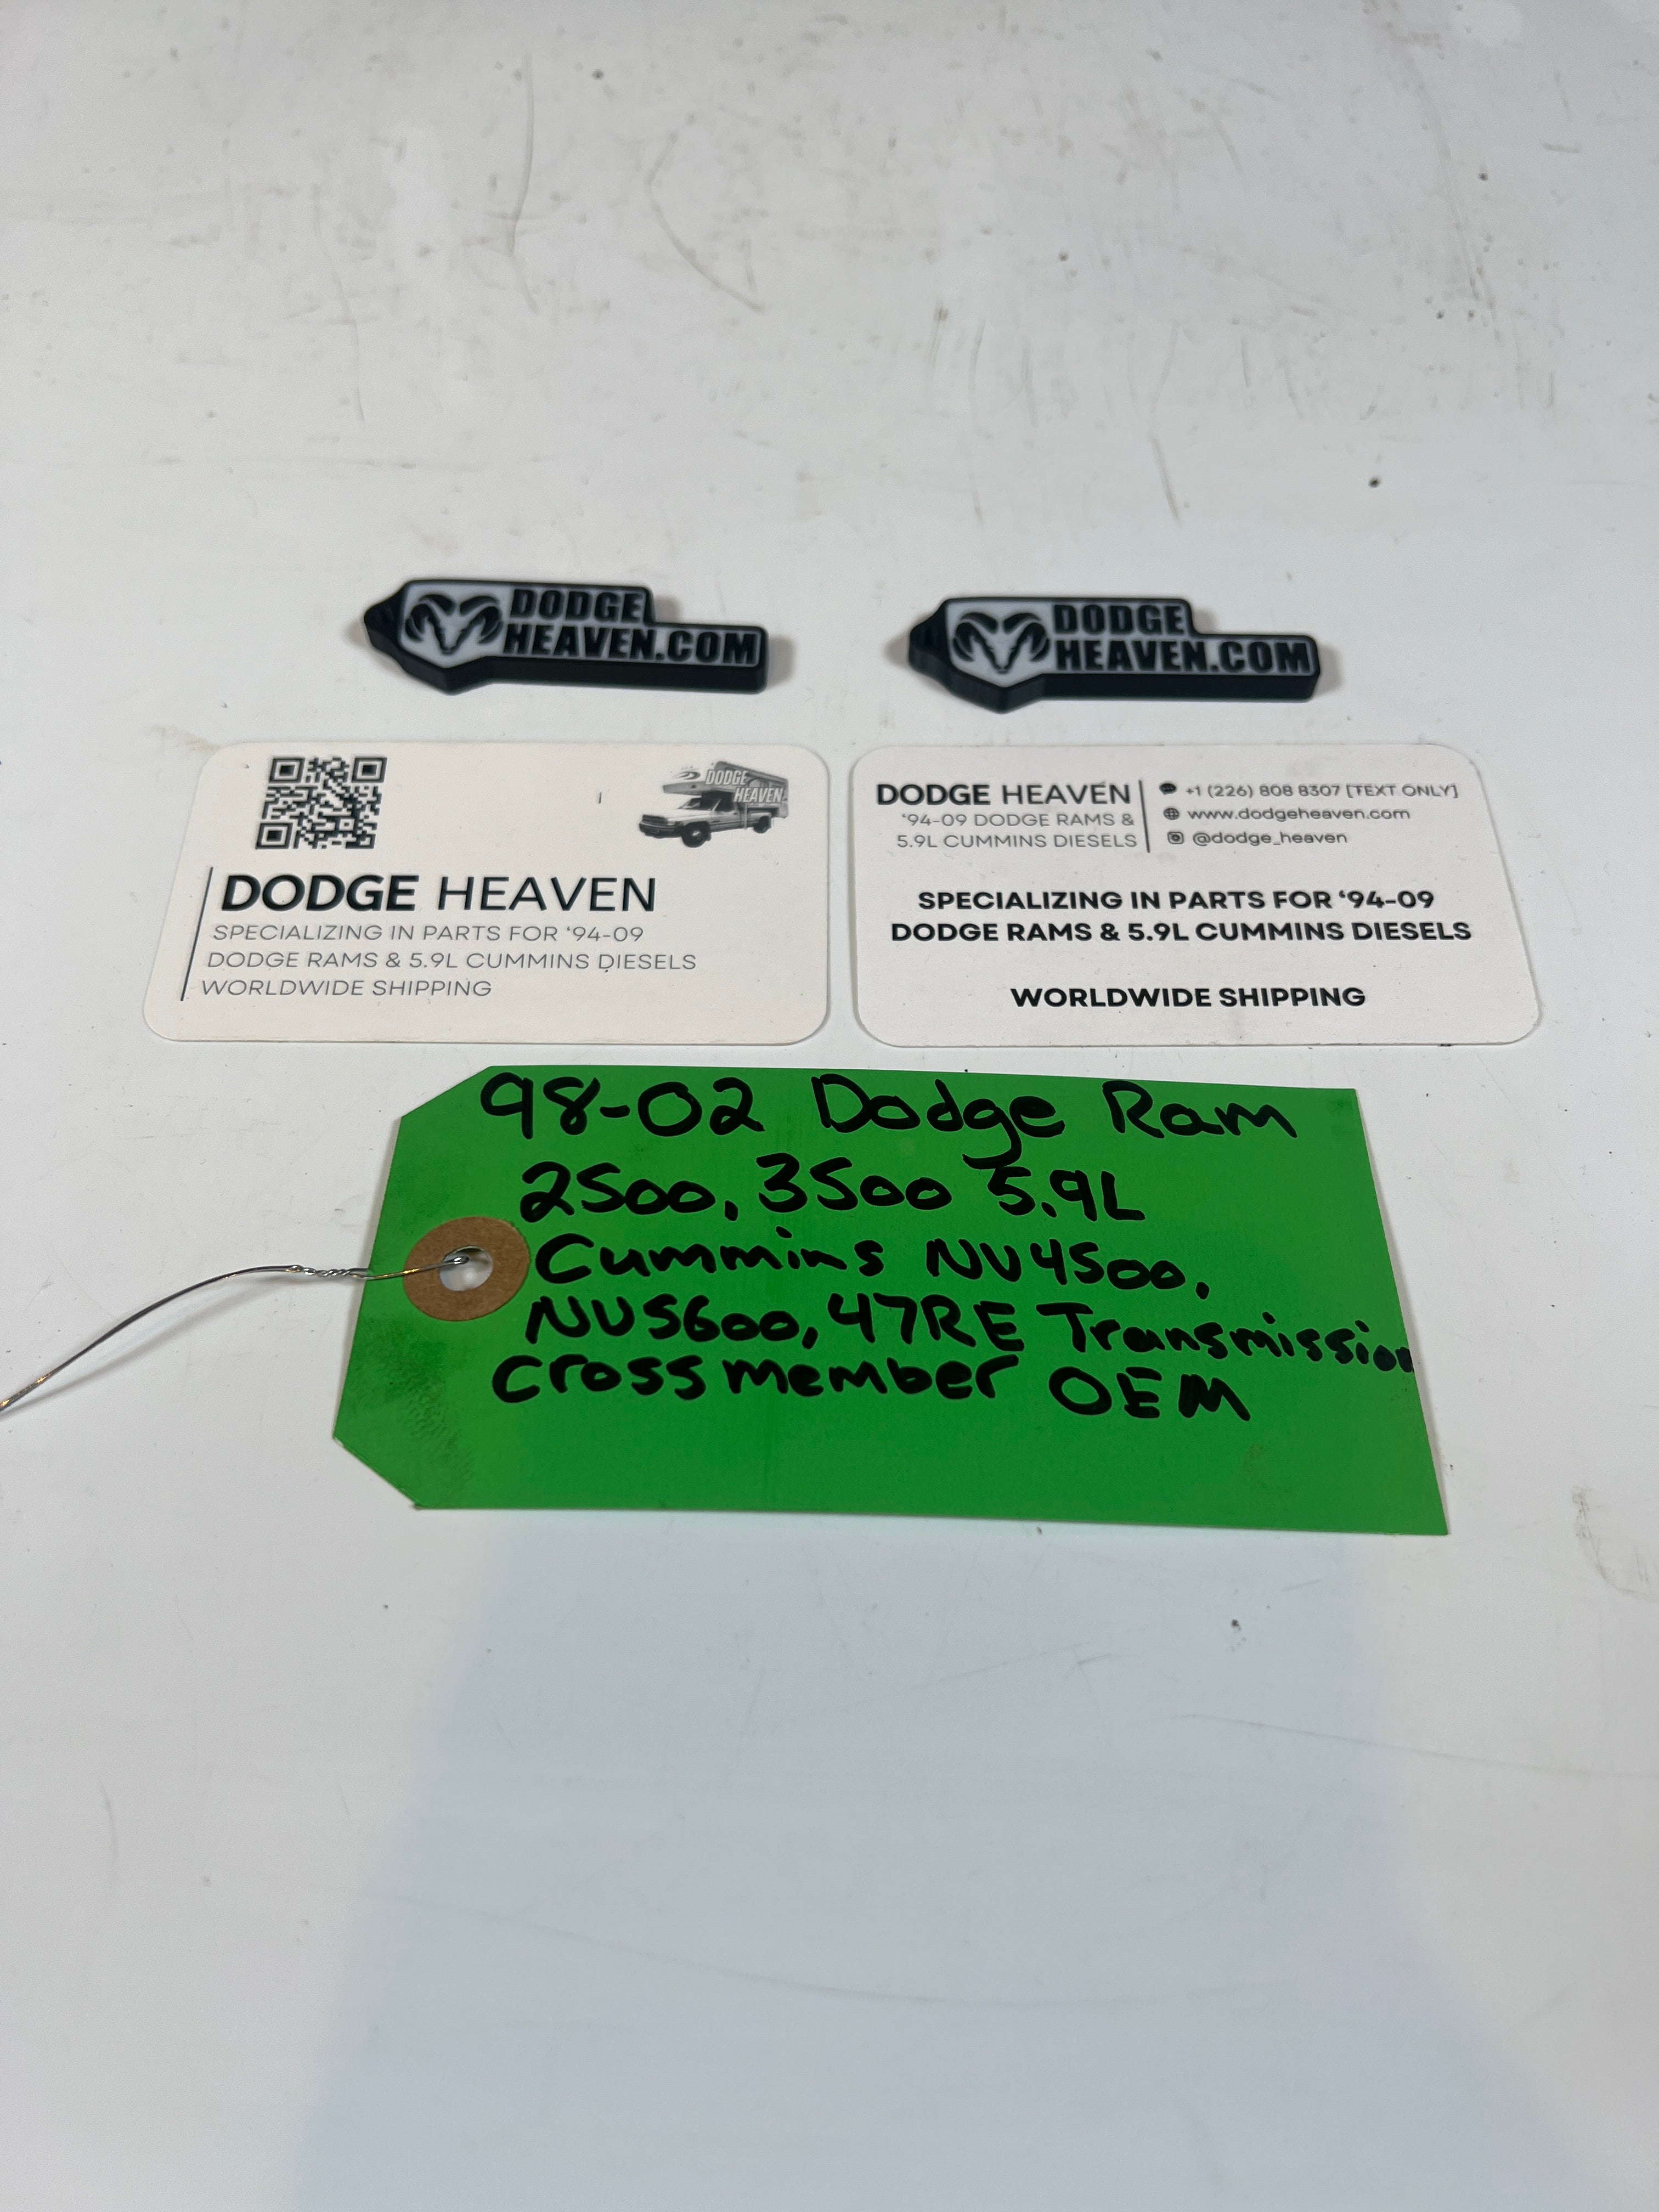 DODGE
HEAVEN.COM
DODGE
HEAVEN.COM
DODGE
HEAVEN
DODGE HEAVEN
SPECIALIZING IN PARTS FOR ‘94-09
DODGE RAMS & 5.9L CUMMINS DIESELS
WORLDWIDE SHIPPING
DODGE HEAVEN
‘94-09 DODGE RAMS &
5.9L CUMMINS DIESELS
+1 (226) 808 8307 [TEXT ONLY]
www.dodgeheaven.com
@dodge_heaven
SPECIALIZING IN PARTS FOR ‘94-09
DODGE RAMS & 5.9L CUMMINS DIESELS
WORLDWIDE SHIPPING
98-02 Dodge Ram
2500, 3500 5.9L
Cummins NV4500,
NV5600, 47RE Transmission
Crossmember OEM